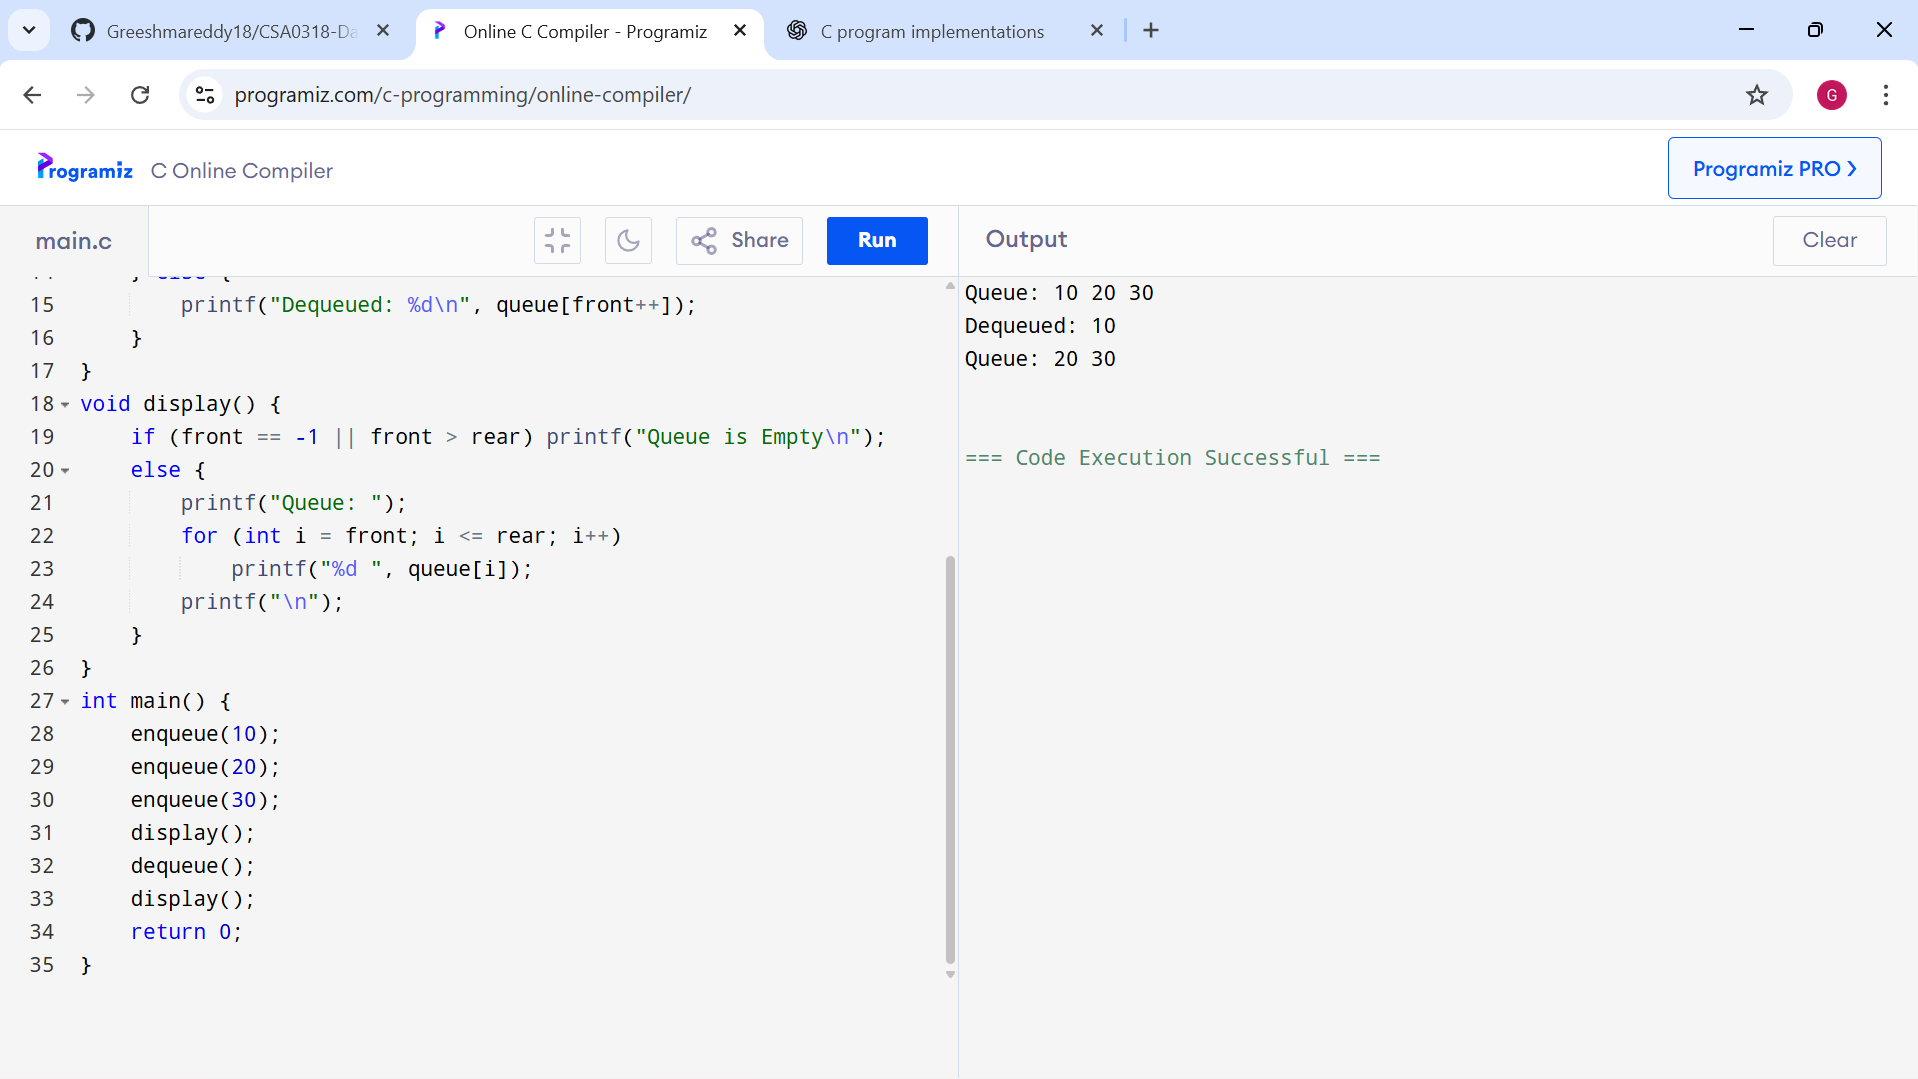 Greeshmareddy18/CSA0318-Da
Online C Compiler - Programiz
C program implementations
programiz.com/c-programming/online-compiler/
G
Programiz
C Online Compiler
Programiz PRO
main.c
Share
Run
Output
Clear
14 } else {
15 printf("Dequeued: %d\n", queue[front++]);
16 }
17 }
18 void display() {
19 if (front == -1 || front > rear) printf("Queue is Empty\n");
20 else {
21 printf("Queue: ");
22 for (int i = front; i <= rear; i++)
23 printf("%d ", queue[i]);
24 printf("\n");
25 }
26 }
27 int main() {
28 enqueue(10);
29 enqueue(20);
30 enqueue(30);
31 display();
32 dequeue();
33 display();
34 return 0;
35 }
Queue: 10 20 30
Dequeued: 10
Queue: 20 30
=== Code Execution Successful ===